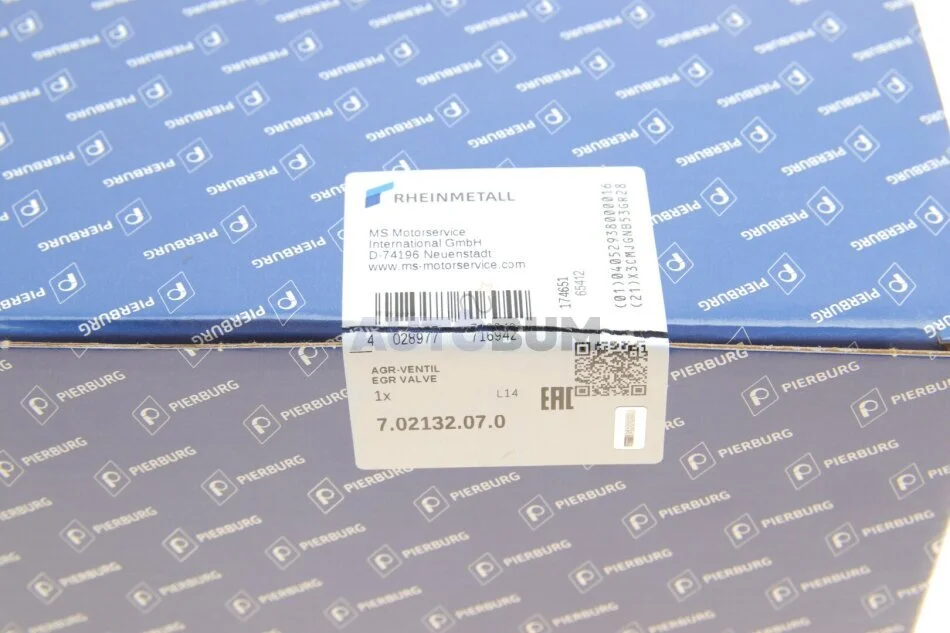 RHEINMETALL
MS Motorservice
International GmbH
D-74196 Neuenstadt
www.ms-motorservice.com
174651
65412
(01)04052938000016
(21)X3CMJGNB53GR28
4 028977 716942
AUTOBUM
AGR-VENTIL
EGR VALVE
1x
L14
EAC
7.02132.07.0
PIERBURG